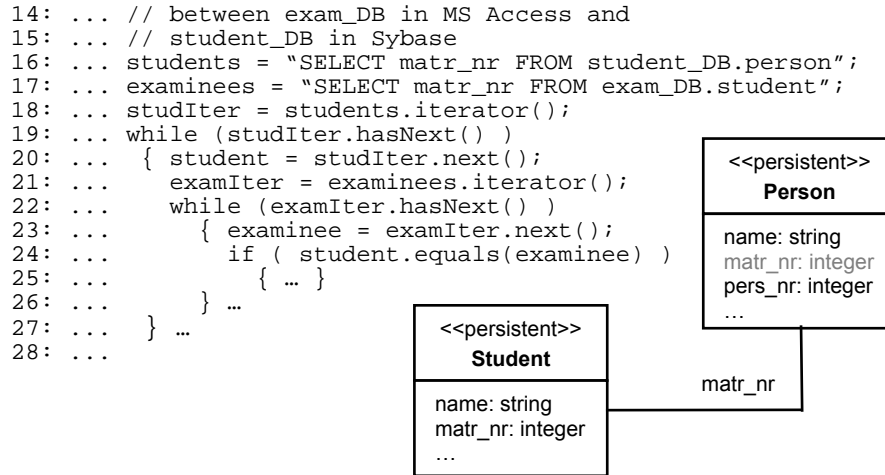 14: ... // between exam_DB in MS Access and
15: ... // student_DB in Sybase
16: ... students = “SELECT matr_nr FROM student_DB.person”;
17: ... examinees = “SELECT matr_nr FROM exam_DB.student”;
18: ... studIter = students.iterator();
19: ... while (studIter.hasNext() )
20: ... { student = studIter.next();
21: ... examIter = examinees.iterator();
22: ... while (examIter.hasNext() )
23: ... { examinee = examIter.next();
24: ... if ( student.equals(examinee) )
25: ... { … }
26: ... } …
27: ... } …
28: ...
<<persistent>>
Person
name: string
matr_nr: integer
pers_nr: integer
…
<<persistent>>
Student
name: string
matr_nr: integer
…
matr_nr